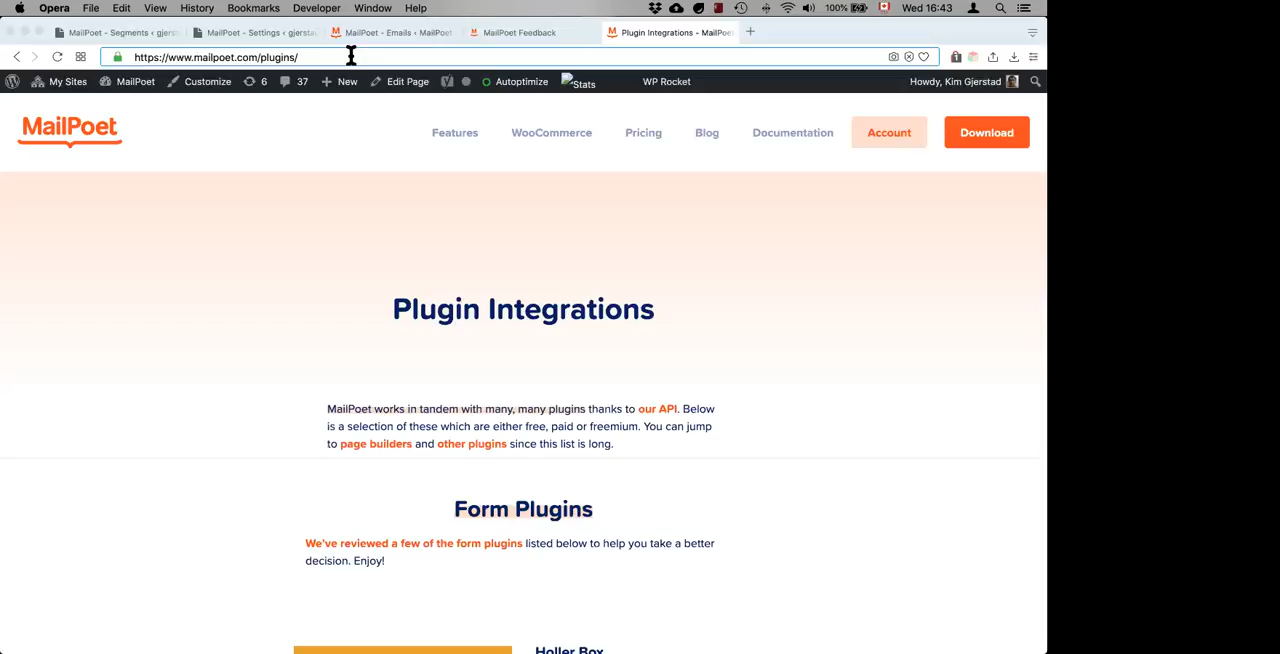 Opera File Edit View History Bookmarks Developer Window Help 100% Wed 16:43
MailPoet - Segments ‹ gjerst MailPoet - Settings ‹ gjersta MailPoet - Emails ‹ MailPoet MailPoet Feedback Plugin Integrations - MailPoe
https://www.mailpoet.com/plugins/
My Sites MailPoet Customize 6 37 New Edit Page Autoptimize Stats WP Rocket Howdy, Kim Gjerstad
MailPoet Features WooCommerce Pricing Blog Documentation Account Download
Plugin Integrations
MailPoet works in tandem with many, many plugins thanks to our API. Below
is a selection of these which are either free, paid or freemium. You can jump
to page builders and other plugins since this list is long.
Form Plugins
We've reviewed a few of the form plugins listed below to help you take a better
decision. Enjoy!
Holler Box